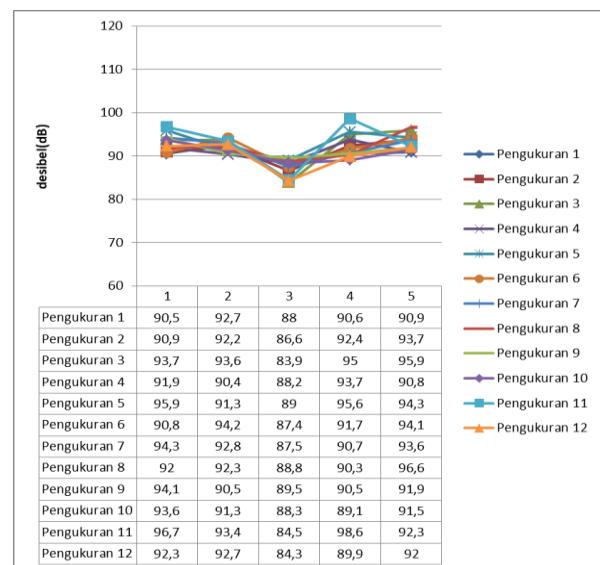 120
110
100
90
80
70
60
desibel(dB)
1 2 3 4 5
Pengukuran 1 90,5 92,7 88 90,6 90,9
Pengukuran 2 90,9 92,2 86,6 92,4 93,7
Pengukuran 3 93,7 93,6 83,9 95 95,9
Pengukuran 4 91,9 90,4 88,2 93,7 90,8
Pengukuran 5 95,9 91,3 89 95,6 94,3
Pengukuran 6 90,8 94,2 87,4 91,7 94,1
Pengukuran 7 94,3 92,8 87,5 90,7 93,6
Pengukuran 8 92 92,3 88,8 90,3 96,6
Pengukuran 9 94,1 90,5 89,5 90,5 91,9
Pengukuran 10 93,6 91,3 88,3 89,1 91,5
Pengukuran 11 96,7 93,4 84,5 98,6 92,3
Pengukuran 12 92,3 92,7 84,3 89,9 92
Pengukuran 1
Pengukuran 2
Pengukuran 3
Pengukuran 4
Pengukuran 5
Pengukuran 6
Pengukuran 7
Pengukuran 8
Pengukuran 9
Pengukuran 10
Pengukuran 11
Pengukuran 12